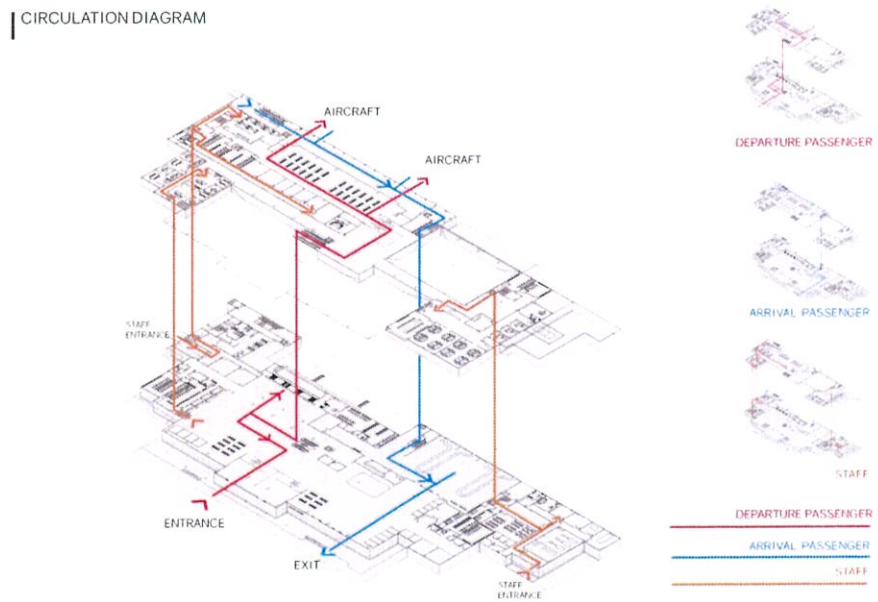 CIRCULATION DIAGRAM
AIRCRAFT
AIRCRAFT
DEPARTURE PASSENGER
ARRIVAL PASSENGER
STAFF
ENTRANCE
STAFF
ENTRANCE
EXIT
STAFF
ENTRANCE
DEPARTURE PASSENGER
ARRIVAL PASSENGER
STAFF